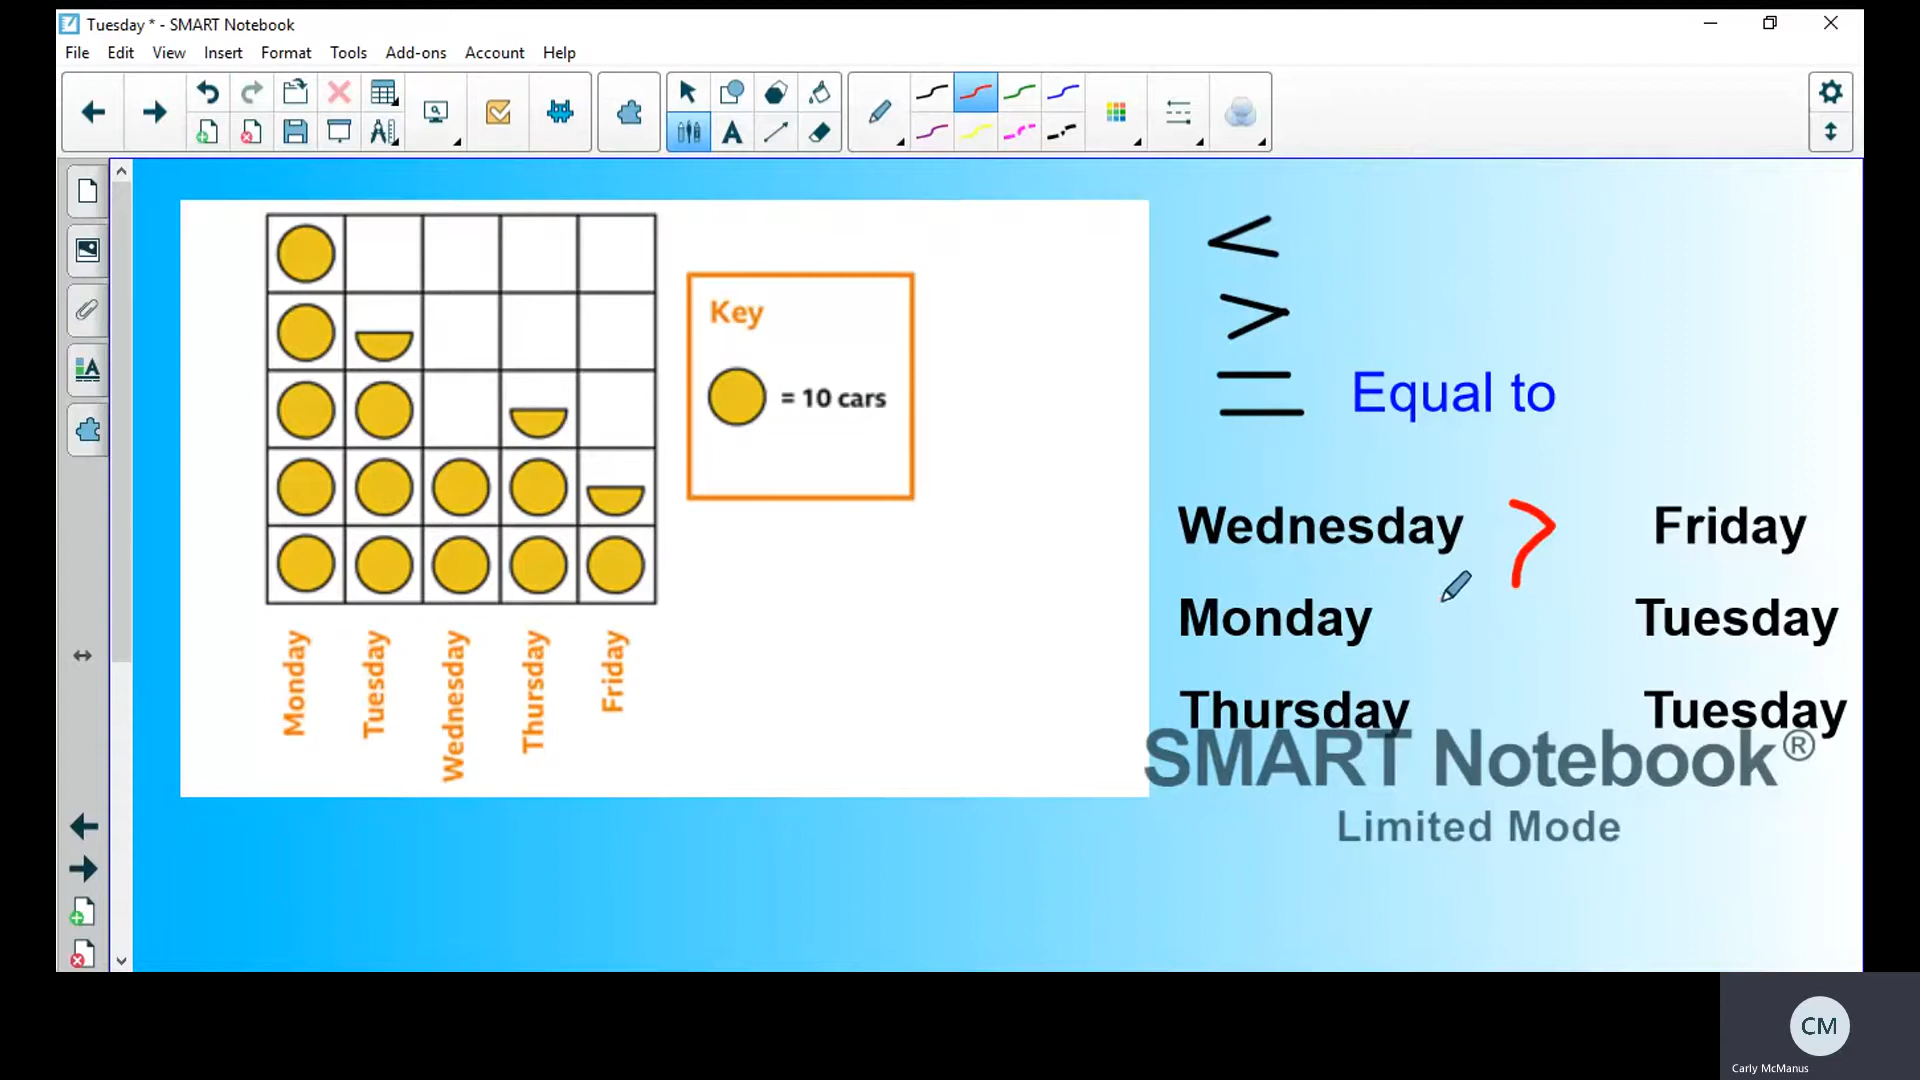 Tuesday * - SMART Notebook
File Edit View Insert Format Tools Add-ons Account Help
Key
= 10 cars
Monday
Tuesday
Wednesday
Thursday
Friday
<
>
= Equal to
Wednesday > Friday
Monday Tuesday
Thursday Tuesday
SMART Notebook®
Limited Mode
CM
Carly McManus